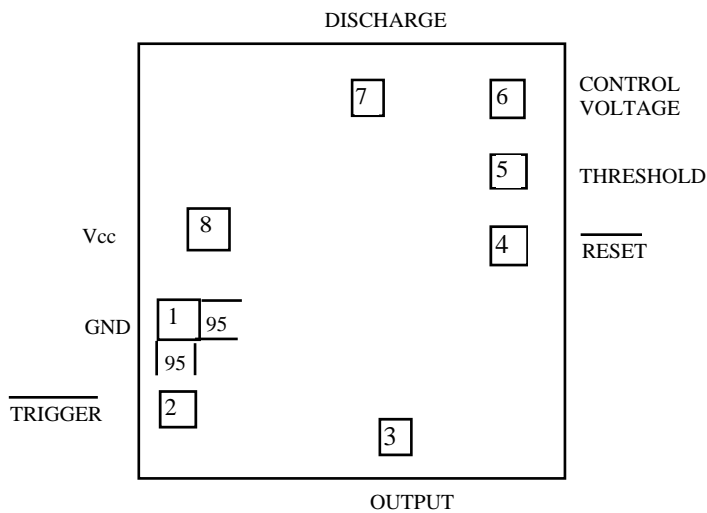 DISCHARGE
7
6
CONTROL
VOLTAGE
5
THRESHOLD
Vcc
8
4
RESET
GND
1
95
95
TRIGGER
2
3
OUTPUT